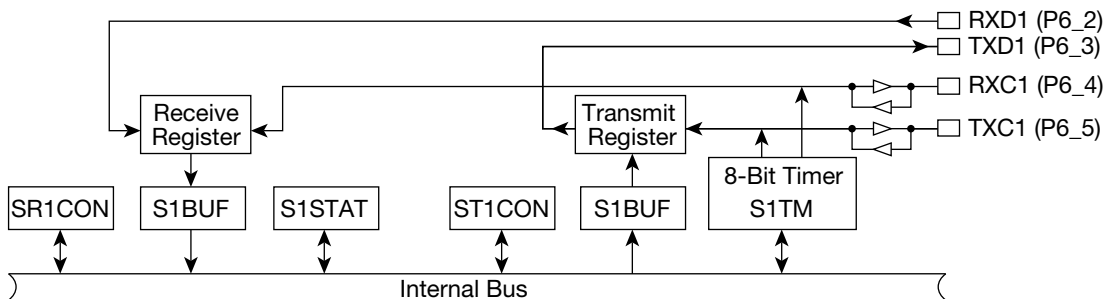 RXD1 (P6_2)
TXD1 (P6_3)
RXC1 (P6_4)
TXC1 (P6_5)
Receive
Register
Transmit
Register
8-Bit Timer
S1TM
SR1CON
S1BUF
S1STAT
ST1CON
S1BUF
Internal Bus